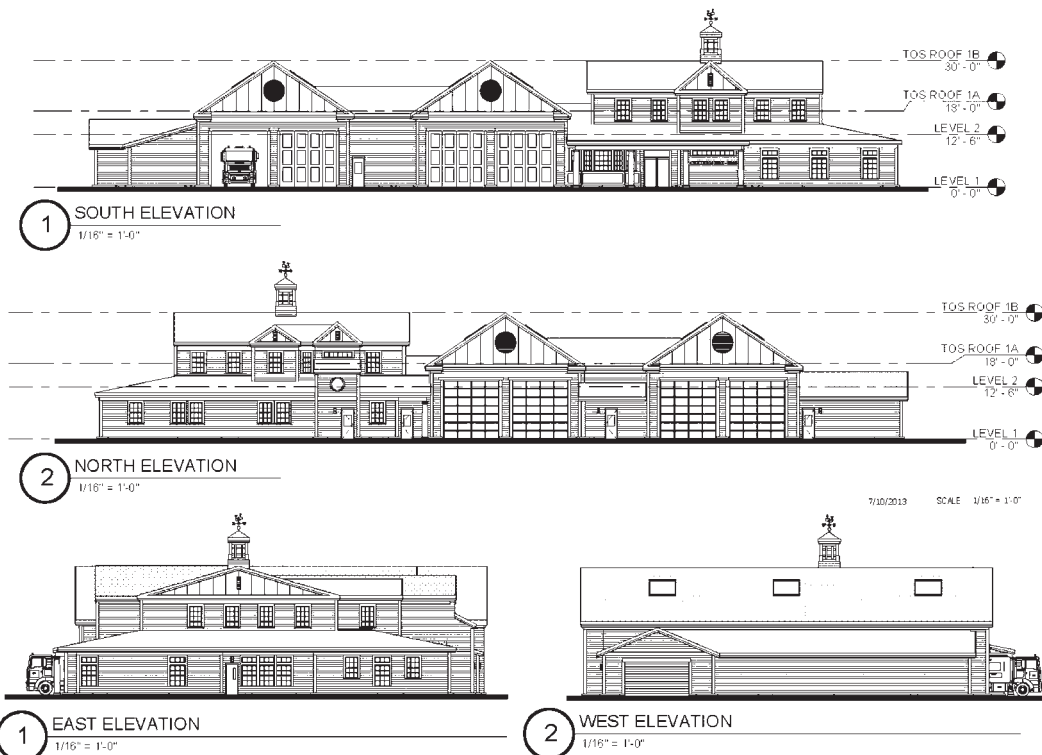 TOS ROOF 1B
30' - 0"
TOS ROOF 1A
18' - 0"
LEVEL 2
12' - 6"
LEVEL 1
0' - 0"
1
SOUTH ELEVATION
1/16" = 1'-0"
TOS ROOF 1B
30' - 0"
TOS ROOF 1A
18' - 0"
LEVEL 2
12' - 6"
LEVEL 1
0' - 0"
2
NORTH ELEVATION
1/16" = 1'-0"
7/10/2013 SCALE 1/16" = 1'-0"
1
EAST ELEVATION
1/16" = 1'-0"
2
WEST ELEVATION
1/16" = 1'-0"